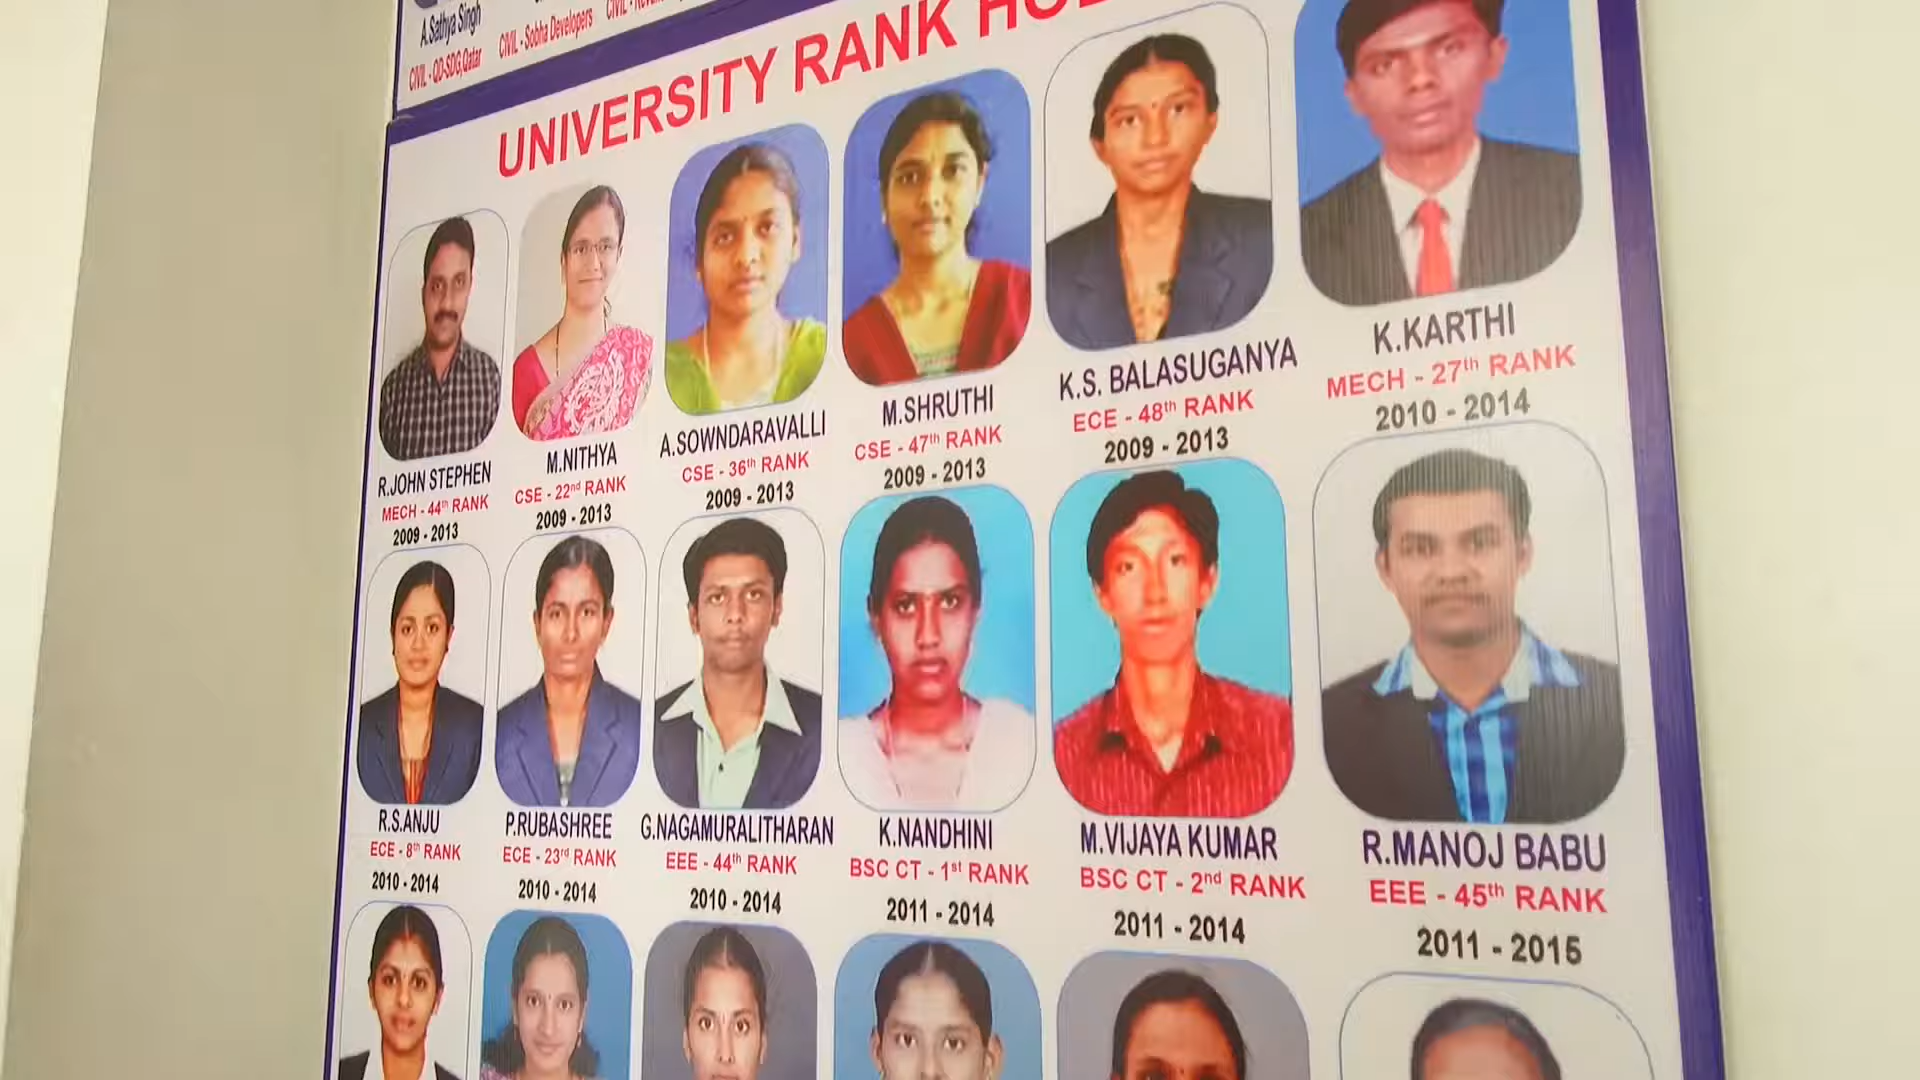 A.Sathya Singh
CIVIL - QD-SDG,Qatar
CIVIL - Sobha Developers
UNIVERSITY RANK
R.JOHN STEPHEN
MECH - 44th RANK
2009 - 2013
M.NITHYA
CSE - 22nd RANK
2009 - 2013
A.SOWNDARAVALLI
CSE - 36th RANK
2009 - 2013
M.SHRUTHI
CSE - 47th RANK
2009 - 2013
K.S. BALASUGANYA
ECE - 48th RANK
2009 - 2013
K.KARTHI
MECH - 27th RANK
2010 - 2014
R.S.ANJU
ECE - 8th RANK
2010 - 2014
P.RUBASHREE
ECE - 23rd RANK
2010 - 2014
G.NAGAMURALITHARAN
EEE - 44th RANK
2010 - 2014
K.NANDHINI
BSC CT - 1st RANK
2011 - 2014
M.VIJAYA KUMAR
BSC CT - 2nd RANK
2011 - 2014
R.MANOJ BABU
EEE - 45th RANK
2011 - 2015